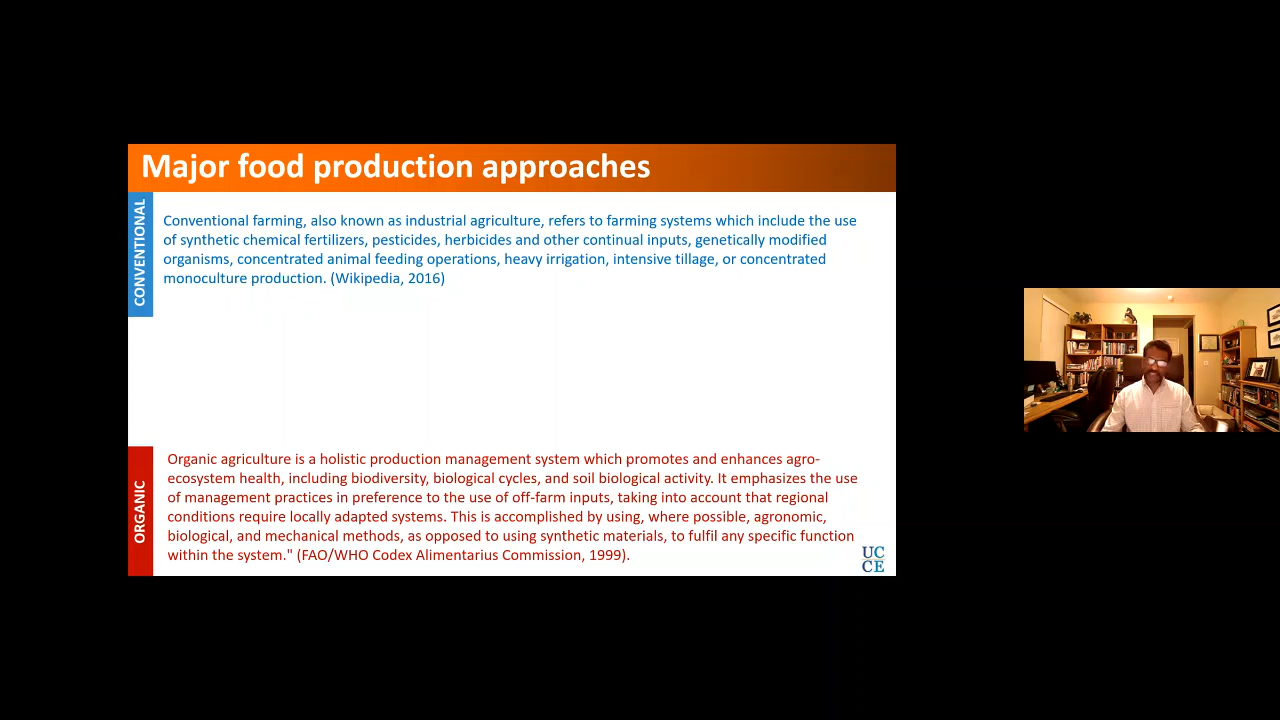 Major food production approaches
CONVENTIONAL
Conventional farming, also known as industrial agriculture, refers to farming systems which include the use
of synthetic chemical fertilizers, pesticides, herbicides and other continual inputs, genetically modified
organisms, concentrated animal feeding operations, heavy irrigation, intensive tillage, or concentrated
monoculture production. (Wikipedia, 2016)
ORGANIC
Organic agriculture is a holistic production management system which promotes and enhances agro-
ecosystem health, including biodiversity, biological cycles, and soil biological activity. It emphasizes the use
of management practices in preference to the use of off-farm inputs, taking into account that regional
conditions require locally adapted systems. This is accomplished by using, where possible, agronomic,
biological, and mechanical methods, as opposed to using synthetic materials, to fulfil any specific function
within the system." (FAO/WHO Codex Alimentarius Commission, 1999).
UC
CE